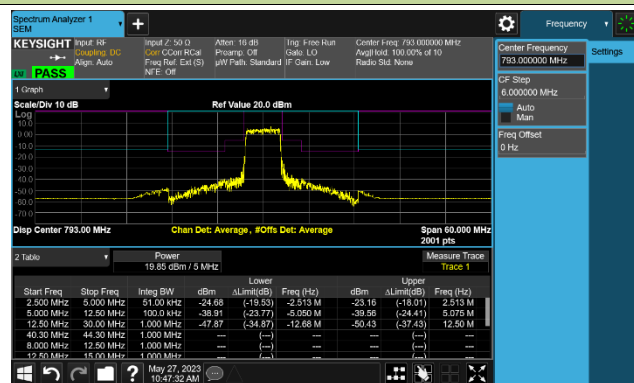 Spectrum Analyzer 1
SEM
Frequency
KEYSIGHT
Input: RF
Coupling: DC
Align: Auto
Input Z: 50 Ω
Corr CCorr RCal
Freq Ref: Ext (S)
NFE: Off
Atten: 16 dB
Preamp: Off
µW Path: Standard
Trig: Free Run
Gate: LO
IF Gain: Low
Center Freq: 793.000000 MHz
Avg|Hold: 100.00% of 10
Radio Std: None
PASS
Center Frequency
793.000000 MHz
Settings
CF Step
6.000000 MHz
Auto
Man
Freq Offset
0 Hz
1 Graph
Scale/Div 10 dB
Ref Value 20.0 dBm
Log
10.0
0.00
-10.0
-20.0
-30.0
-40.0
-50.0
-60.0
-70.0
Disp Center 793.00 MHz
Chan Det: Average, #Offs Det: Average
Span 60.000 MHz
2001 pts
2 Table
Power
19.85 dBm / 5 MHz
Measure Trace
Trace 1
Lower
Upper
Start Freq Stop Freq Integ BW dBm ΔLimit(dB) Freq (Hz) dBm ΔLimit(dB) Freq (Hz)
2.500 MHz 5.000 MHz 51.00 kHz -24.68 (-19.53) -2.513 M -23.16 (-18.01) 2.513 M
5.000 MHz 12.50 MHz 100.0 kHz -38.91 (-23.77) -5.050 M -39.56 (-24.41) 5.075 M
12.50 MHz 30.00 MHz 1.000 MHz -47.87 (-34.87) -12.68 M -50.43 (-37.43) 12.50 M
40.30 MHz 44.30 MHz 1.000 MHz --- (---) --- --- (---) ---
8.000 MHz 12.50 MHz 1.000 MHz --- (---) --- --- (---) ---
12.50 MHz 15.00 MHz 1.000 MHz --- (---) --- --- (---) ---
May 27, 2023
10:47:32 AM